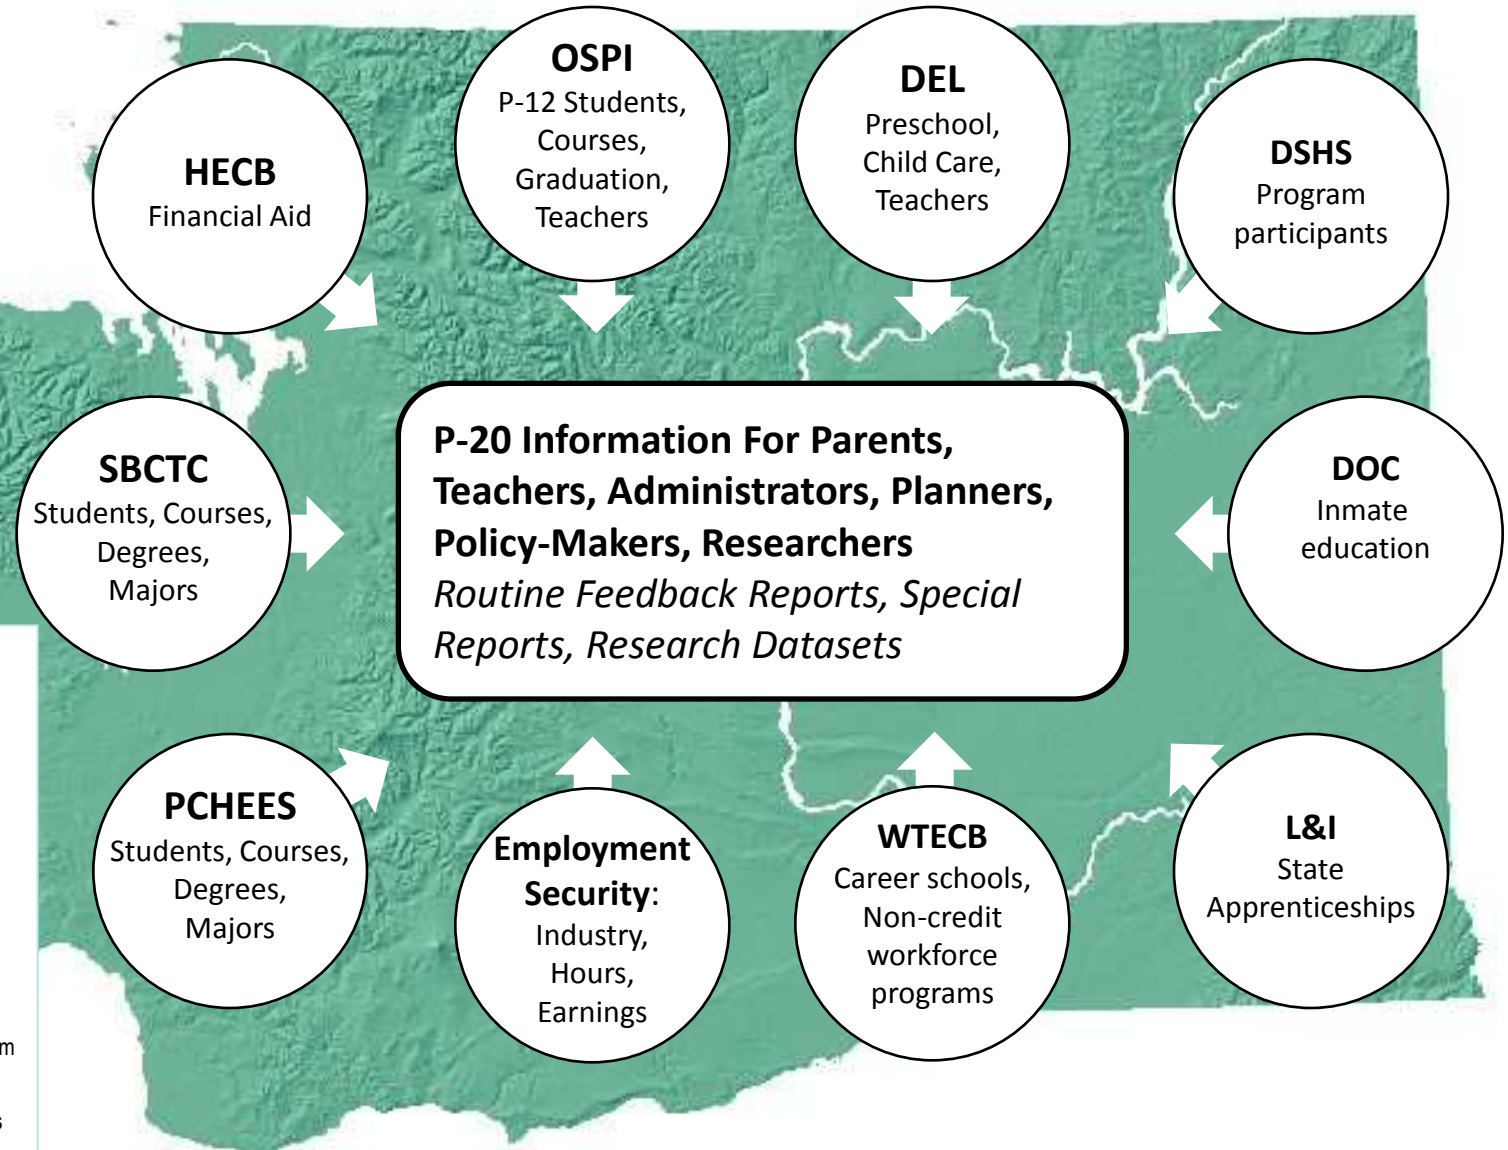 OSPI
P-12 Students,
Courses,
Graduation,
Teachers
DEL
Preschool,
Child Care,
Teachers
HECB
Financial Aid
DSHS
Program
participants
SBCTC
Students, Courses,
Degrees,
Majors
P-20 Information For Parents,
Teachers, Administrators, Planners,
Policy-Makers, Researchers
Routine Feedback Reports, Special
Reports, Research Datasets
DOC
Inmate
education
PCHEES
Students, Courses,
Degrees,
Majors
Employment
Security:
Industry,
Hours,
Earnings
WTECB
Career schools,
Non-credit
workforce
programs
L&I
State
Apprenticeships